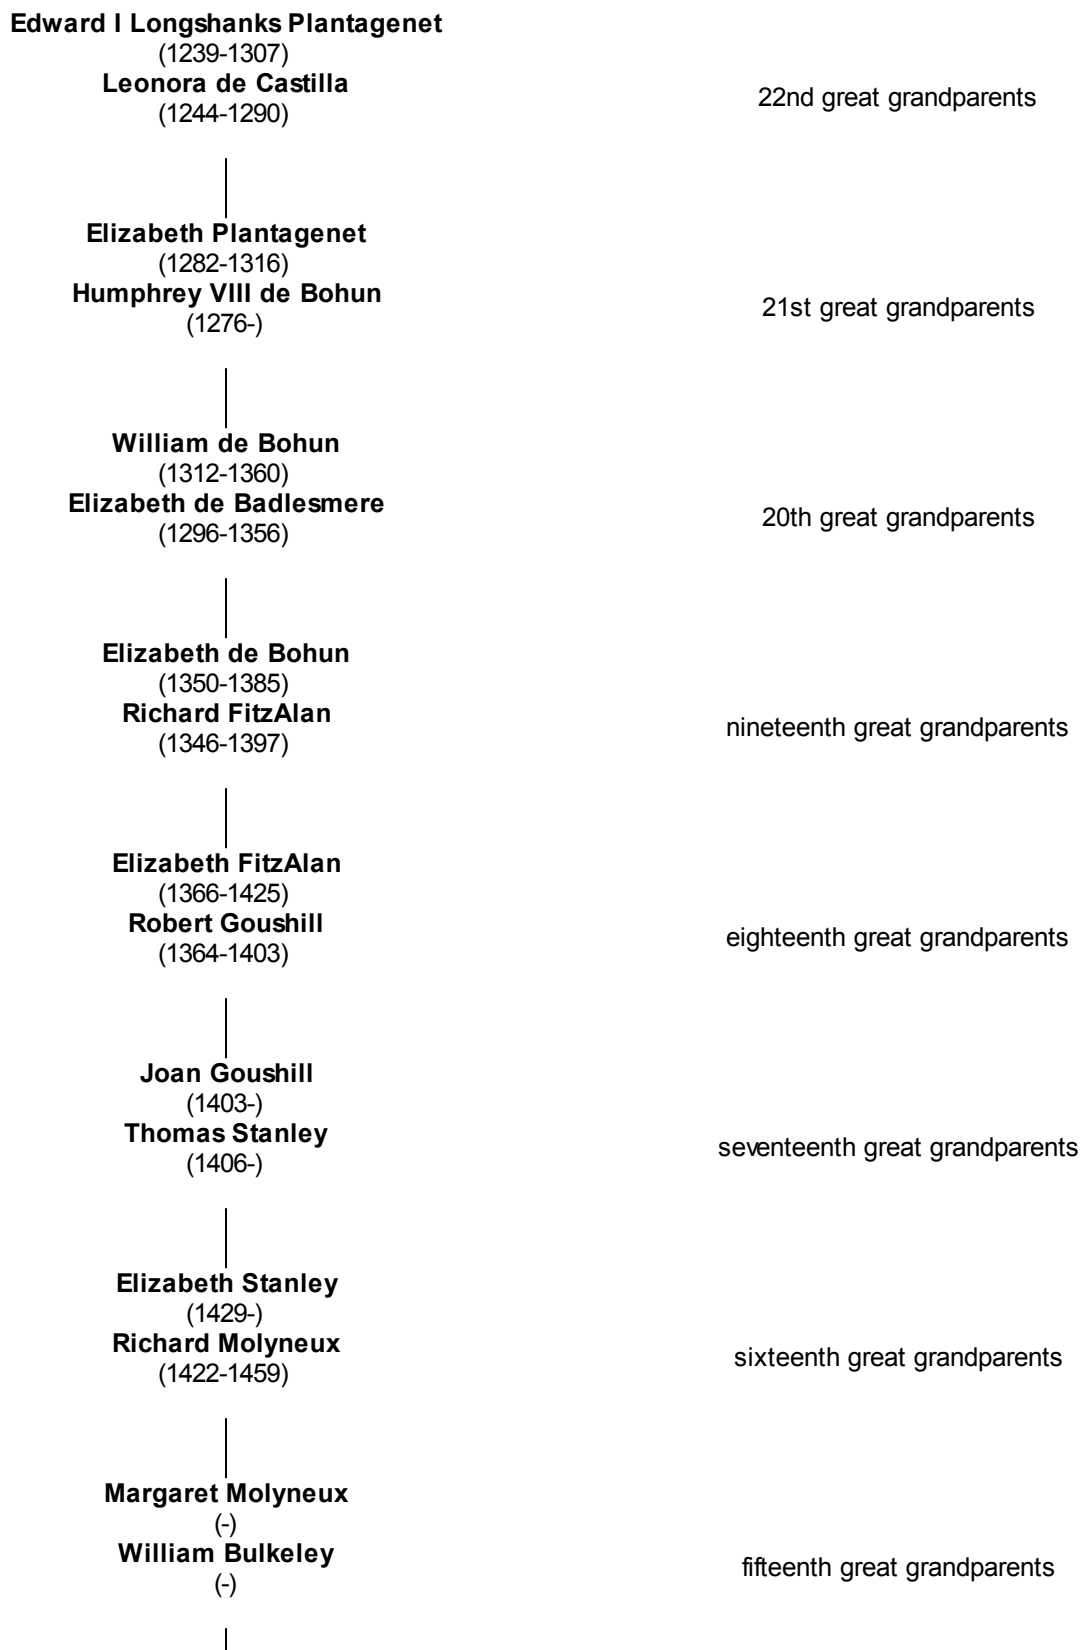 Edward I Longshanks Plantagenet
(1239-1307)
Leonora de Castilla
(1244-1290)
22nd great grandparents
Elizabeth Plantagenet
(1282-1316)
Humphrey VIII de Bohun
(1276-)
21st great grandparents
William de Bohun
(1312-1360)
Elizabeth de Badlesmere
(1296-1356)
20th great grandparents
Elizabeth de Bohun
(1350-1385)
Richard FitzAlan
(1346-1397)
nineteenth great grandparents
Elizabeth FitzAlan
(1366-1425)
Robert Goushill
(1364-1403)
eighteenth great grandparents
Joan Goushill
(1403-)
Thomas Stanley
(1406-)
seventeenth great grandparents
Elizabeth Stanley
(1429-)
Richard Molyneux
(1422-1459)
sixteenth great grandparents
Margaret Molyneux
(-)
William Bulkeley
(-)
fifteenth great grandparents